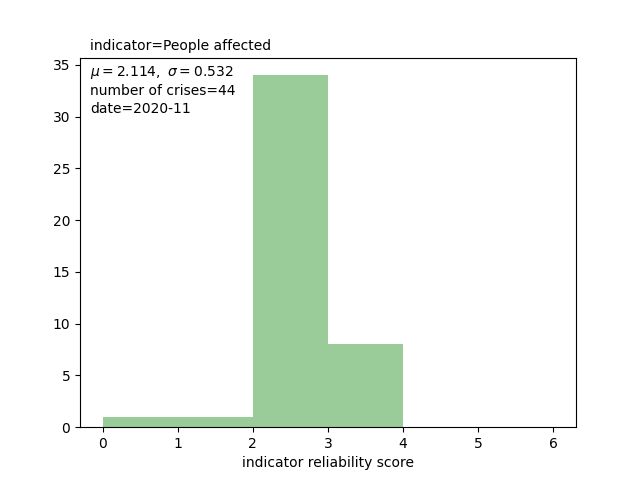 indicator=People affected
μ = 2.114, σ = 0.532
number of crises=44
date=2020-11
35
30
25
20
15
10
5
0
0 1 2 3 4 5 6
indicator reliability score